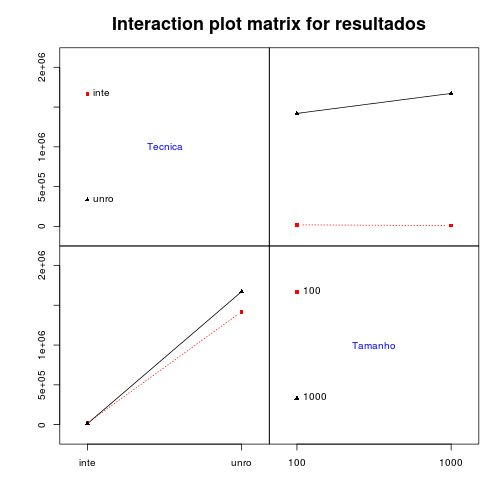 Interaction plot matrix for resultados
2e+06
1e+06
5e+05
0
inte
Tecnica
unro
2e+06
1e+06
5e+05
0
100
Tamanho
1000
inte
unro
100
1000